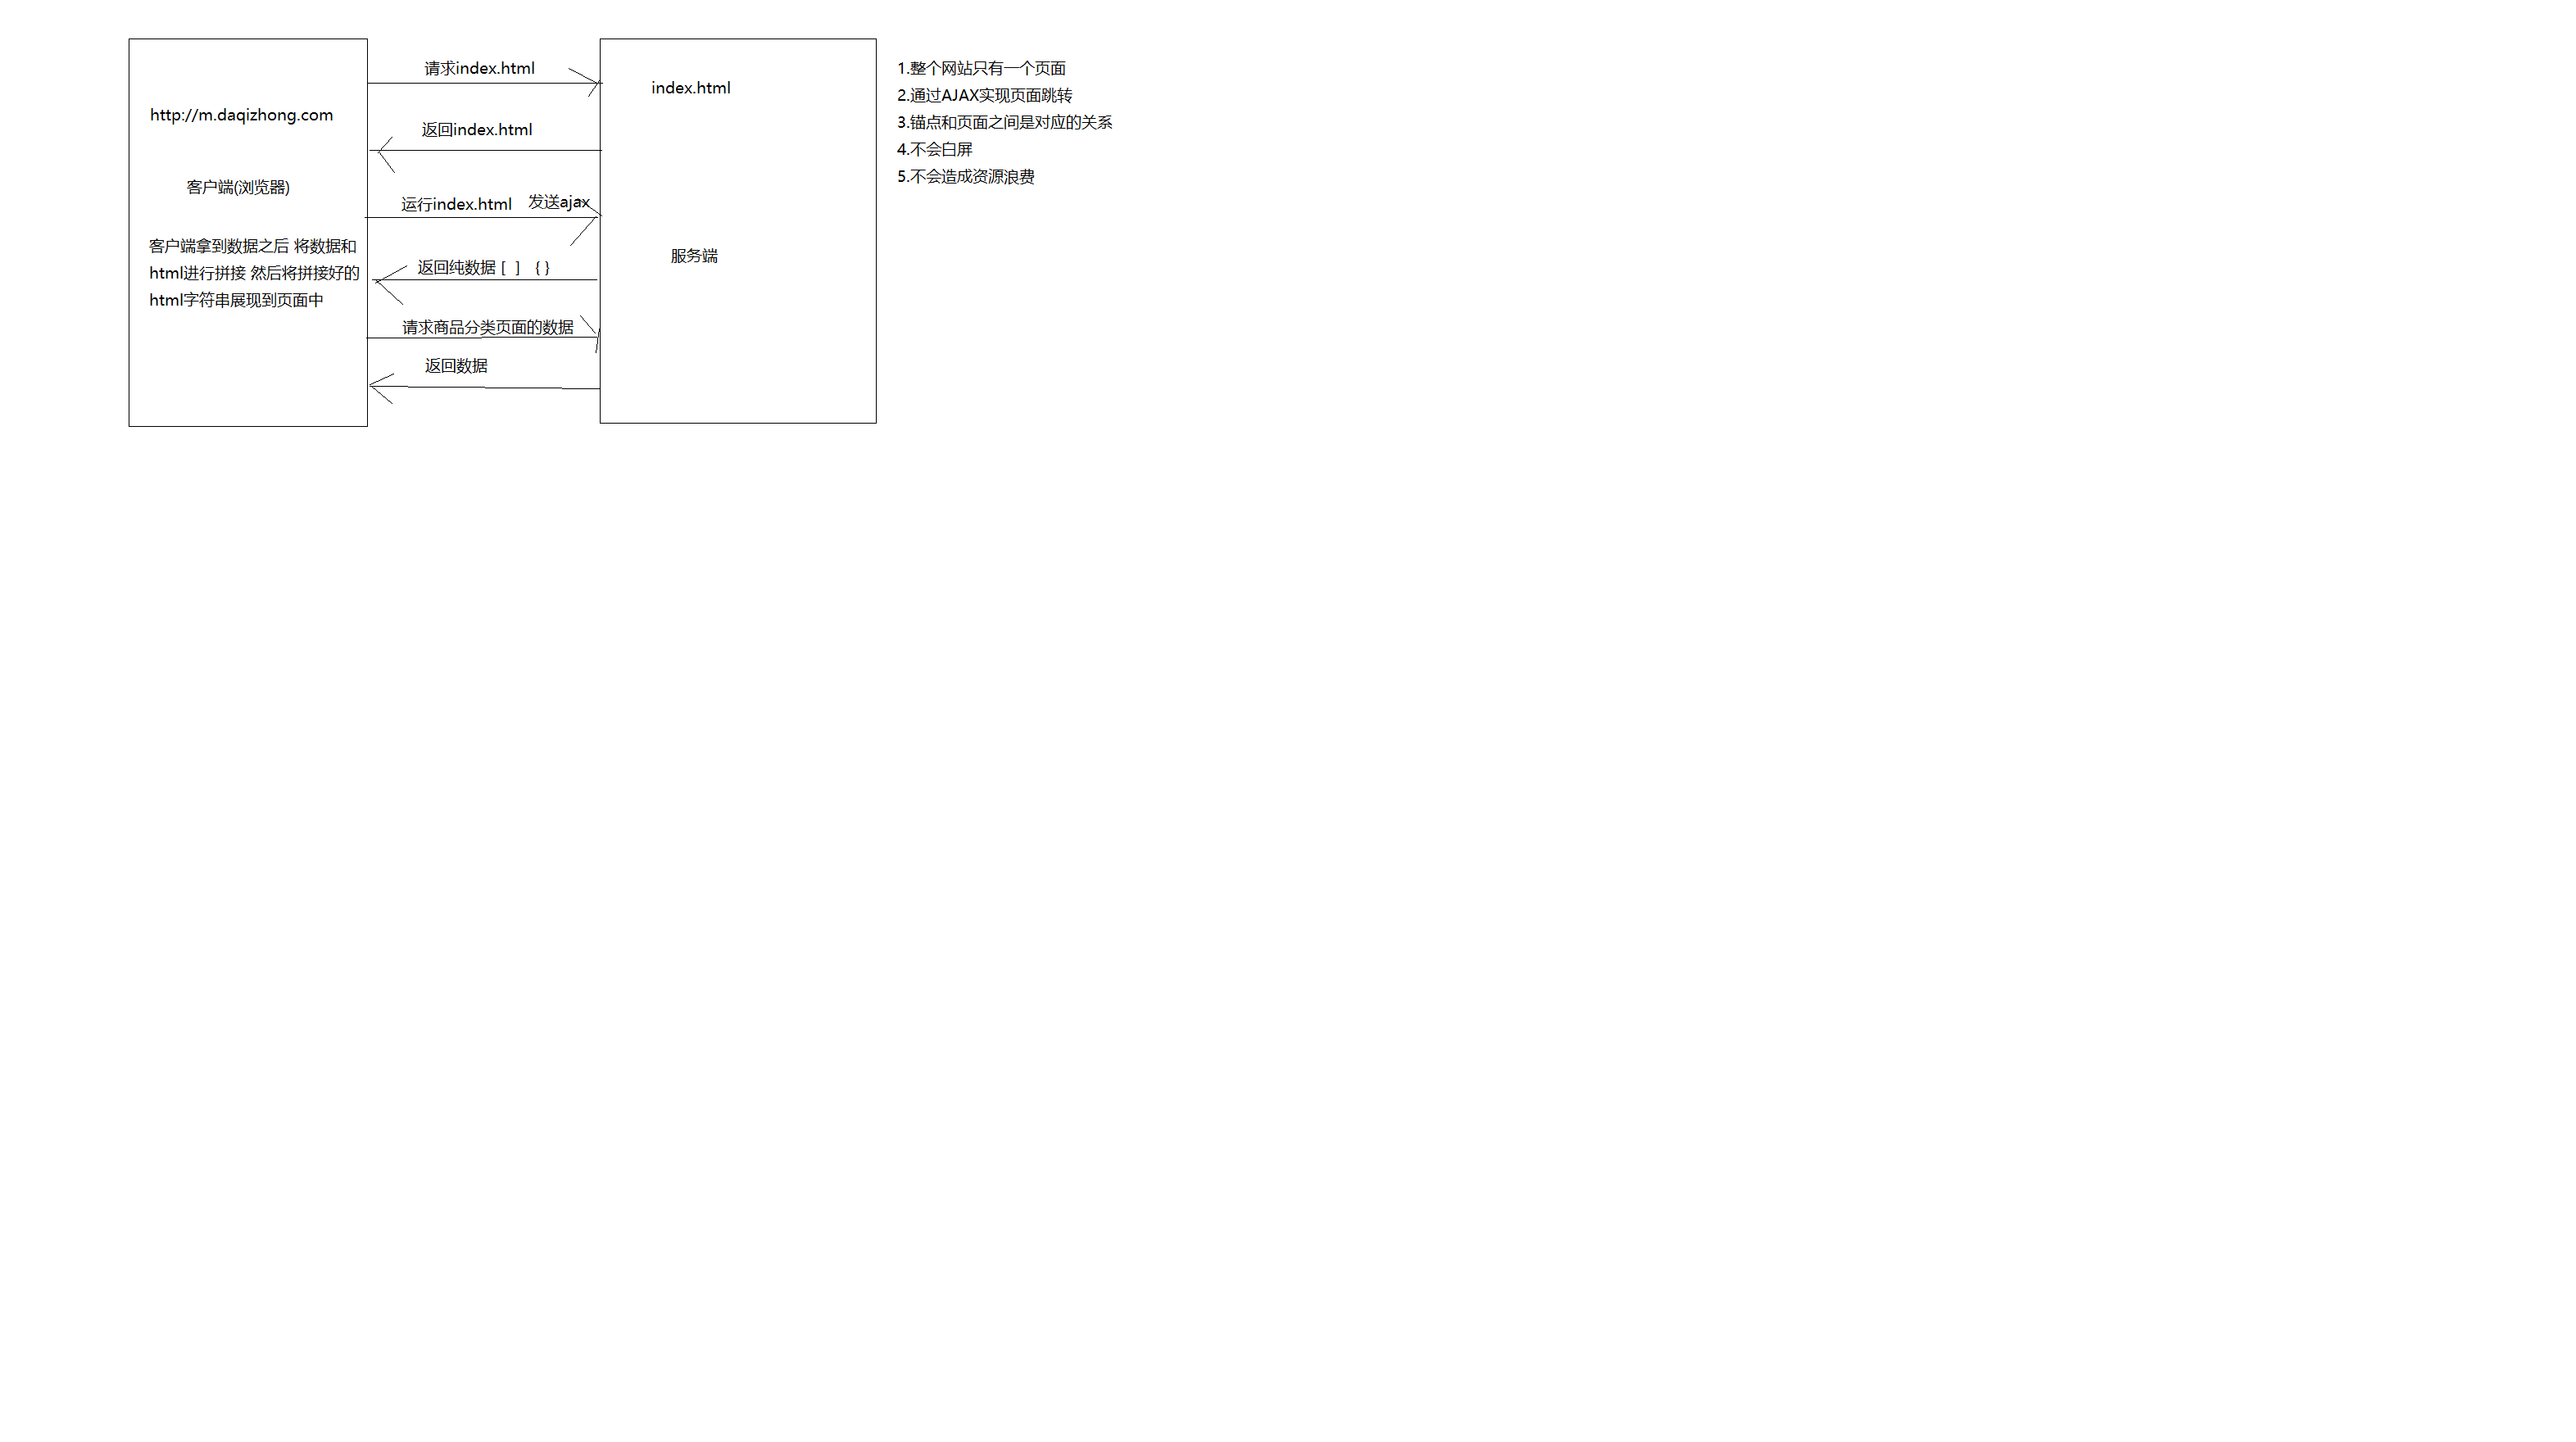 http://m.daqizhong.com
客户端(浏览器)
客户端拿到数据之后 将数据和
html进行拼接 然后将拼接好的
html字符串展现到页面中
请求index.html
返回index.html
运行index.html 发送ajax
返回纯数据 [ ] { }
请求商品分类页面的数据
返回数据
index.html
服务端
1.整个网站只有一个页面
2.通过AJAX实现页面跳转
3.锚点和页面之间是对应的关系
4.不会白屏
5.不会造成资源浪费